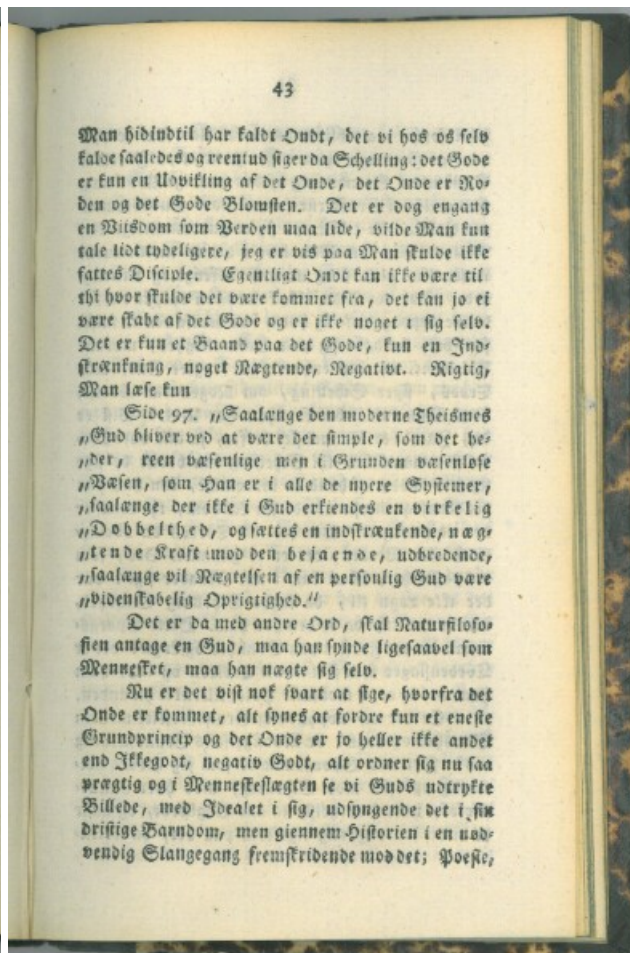 43
Man hidindtil har kaldt Ondt, det vi hos os selv
kalde saaledes og reentud siger da Schelling: det Gode
er kun en Udvikling af det Onde, det Onde er Ro-
den og det Gode Blomsten. Det er dog engang
en Viisdom som Verden maa lide, vilde Man kun
tale lidt tydeligere, jeg er vis paa Man skulde ikke
fattes Disciple. Egentligt Ondt kan ikke være til
thi hvor skulde det være kommet fra, det kan jo ei
være skabt af det Gode og er ikke noget i sig selv.
Det er kun et Baand paa det Gode, kun en Ind-
skrænkning, noget Nægtende, Negativt. Rigtig,
Man læse kun
Side 97. „Saalænge den moderne Theismes
„Gud bliver ved at være det simple, som det he-
„der, reen væsenlige men i Grunden væsenløse
„Væsen, som Han er i alle de nyere Systemer,
„saalænge der ikke i Gud erkiendes en virkelig
„Dobbelthed, og sættes en indskrænkende, næg-
„tende Kraft mod den bejaende, udbredende,
„saalænge vil Nægtelsen af en personlig Gud være
„videnskabelig Oprigtighed.“
Det er da med andre Ord, skal Naturfiloso-
fien antage en Gud, maa han synde ligesaavel som
Mennesket, maa han nægte sig selv.
Nu er det vist nok svart at sige, hvorfra det
Onde er kommet, alt synes at fordre kun et eneste
Grundprincip og det Onde er jo heller ikke andet
end Ikkegodt, negativ Godt, alt ordner sig nu saa
prægtig og i Menneskeslægten se vi Guds udtrykte
Billede, med Idealet i sig, udsyngende det i sin
dristige Barndom, men giennem Historien i en nød-
vendig Slangegang fremskridende mod det; Poesie,